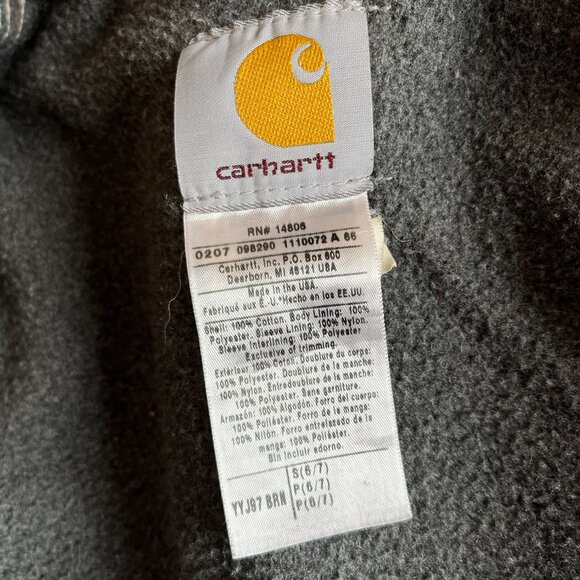 carhartt
RN# 14806
0207 098290 1110072 A 66
Carhartt, Inc. P.O. Box 600
Dearborn, MI 48121 USA
Made in the USA.
Fabriqué aux É.-U*Hecho en los EE.UU.
Shell: 100% Cotton. Body Lining: 100%
Polyester. Sleeve Lining: 100% Nylon.
Sleeve Interlining: 100% Polyester.
Exclusive of trimming.
Extérieur: 100% Coton. Doublure du corps:
100% Polyester. Doublure de la manche:
100% Nylon. Entredoublure de la manche:
100% Polyester. Sans garniture.
Armazón: 100% Algodón. Forro del cuerpo:
100% Poliéster. Forro de la manga:
100% Nilón. Forro entrelazado de la
manga: 100% Poliéster.
Sin incluir adorno.
YYJ97 BRN
S(6/7)
P(6/7)
P(6/7)